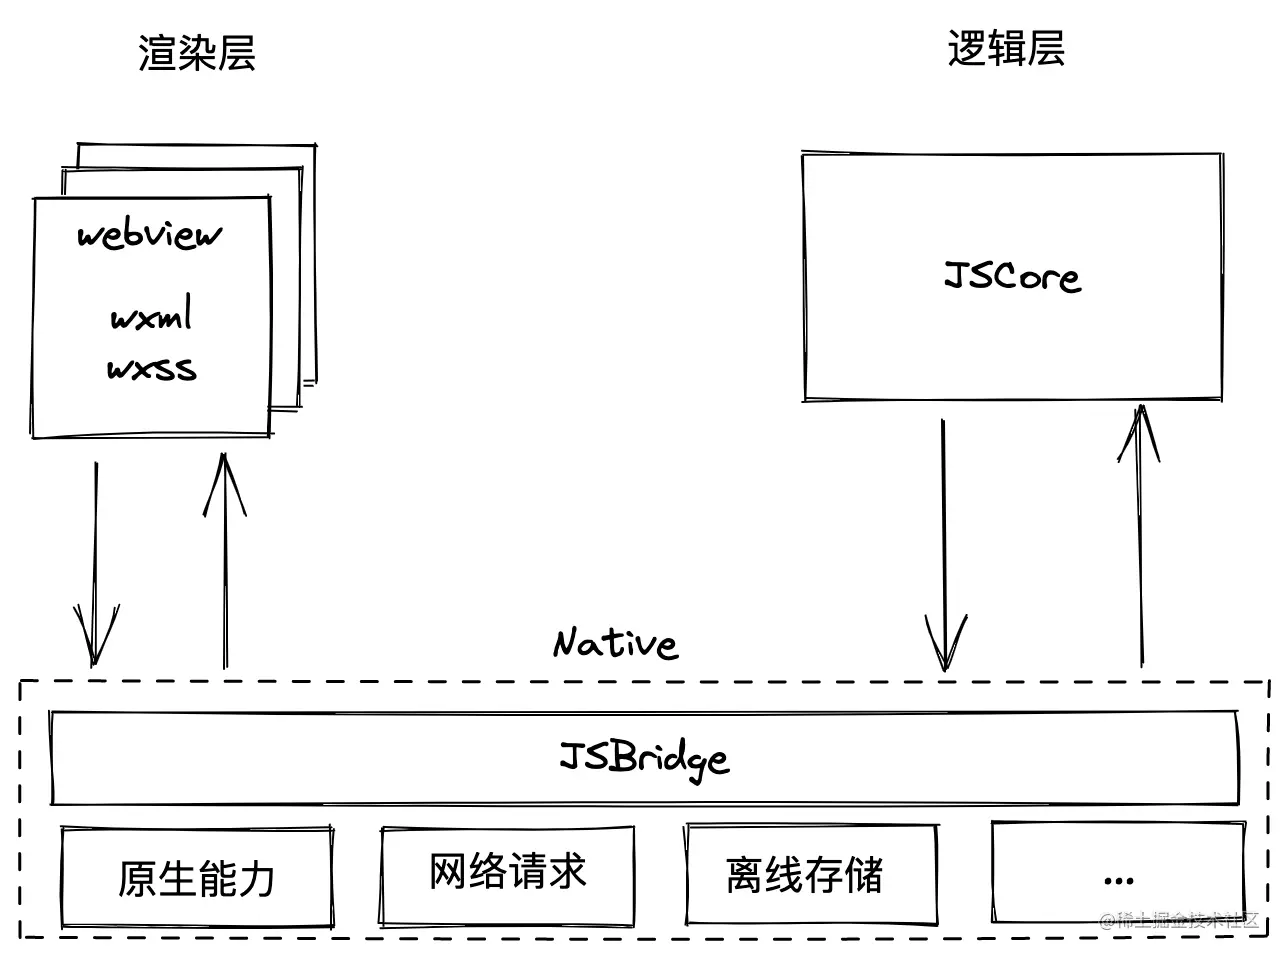 渲染层
逻辑层
webview
wxml
wxss
JSCore
Native
JSBridge
原生能力
网络请求
离线存储
...
@稀土掘金技术社区